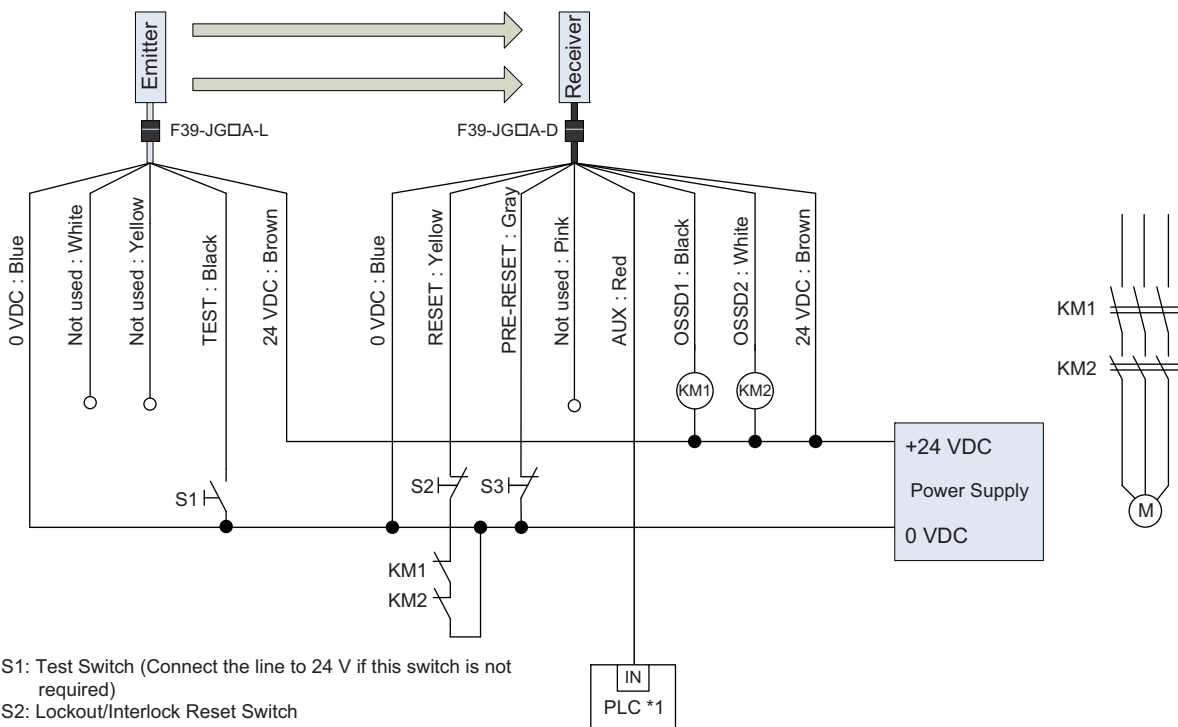 Emitter
Receiver
F39-JG□A-L
F39-JG□A-D
0 VDC : Blue
Not used : White
Not used : Yellow
TEST : Black
24 VDC : Brown
0 VDC : Blue
RESET : Yellow
PRE-RESET : Gray
Not used : Pink
AUX : Red
OSSD1 : Black
OSSD2 : White
24 VDC : Brown
KM1
KM2
KM1
KM2
M
+24 VDC
Power Supply
0 VDC
S1
S2
S3
KM1
KM2
IN
PLC *1
S1: Test Switch (Connect the line to 24 V if this switch is not
required)
S2: Lockout/Interlock Reset Switch